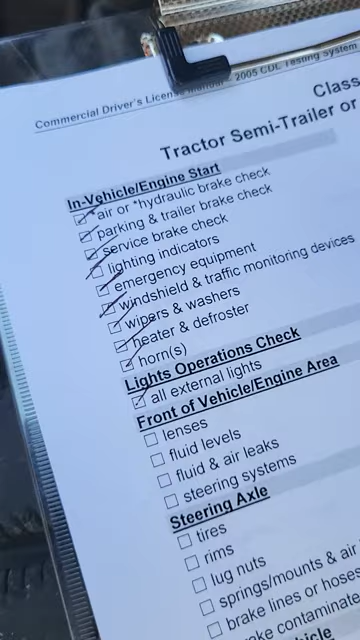 Commercial Driver's License Manual 2005 CDL Testing System
Class
Tractor Semi-Trailer or
In-Vehicle/Engine Start
*air or *hydraulic brake check
parking & trailer brake check
service brake check
lighting indicators
emergency equipment
windshield & traffic monitoring devices
wipers & washers
heater & defroster
horn(s)
Lights Operations Check
all external lights
Front of Vehicle/Engine Area
lenses
fluid levels
fluid & air leaks
steering systems
Steering Axle
tires
rims
lug nuts
springs/mounts & air
brake lines or hoses
contaminate